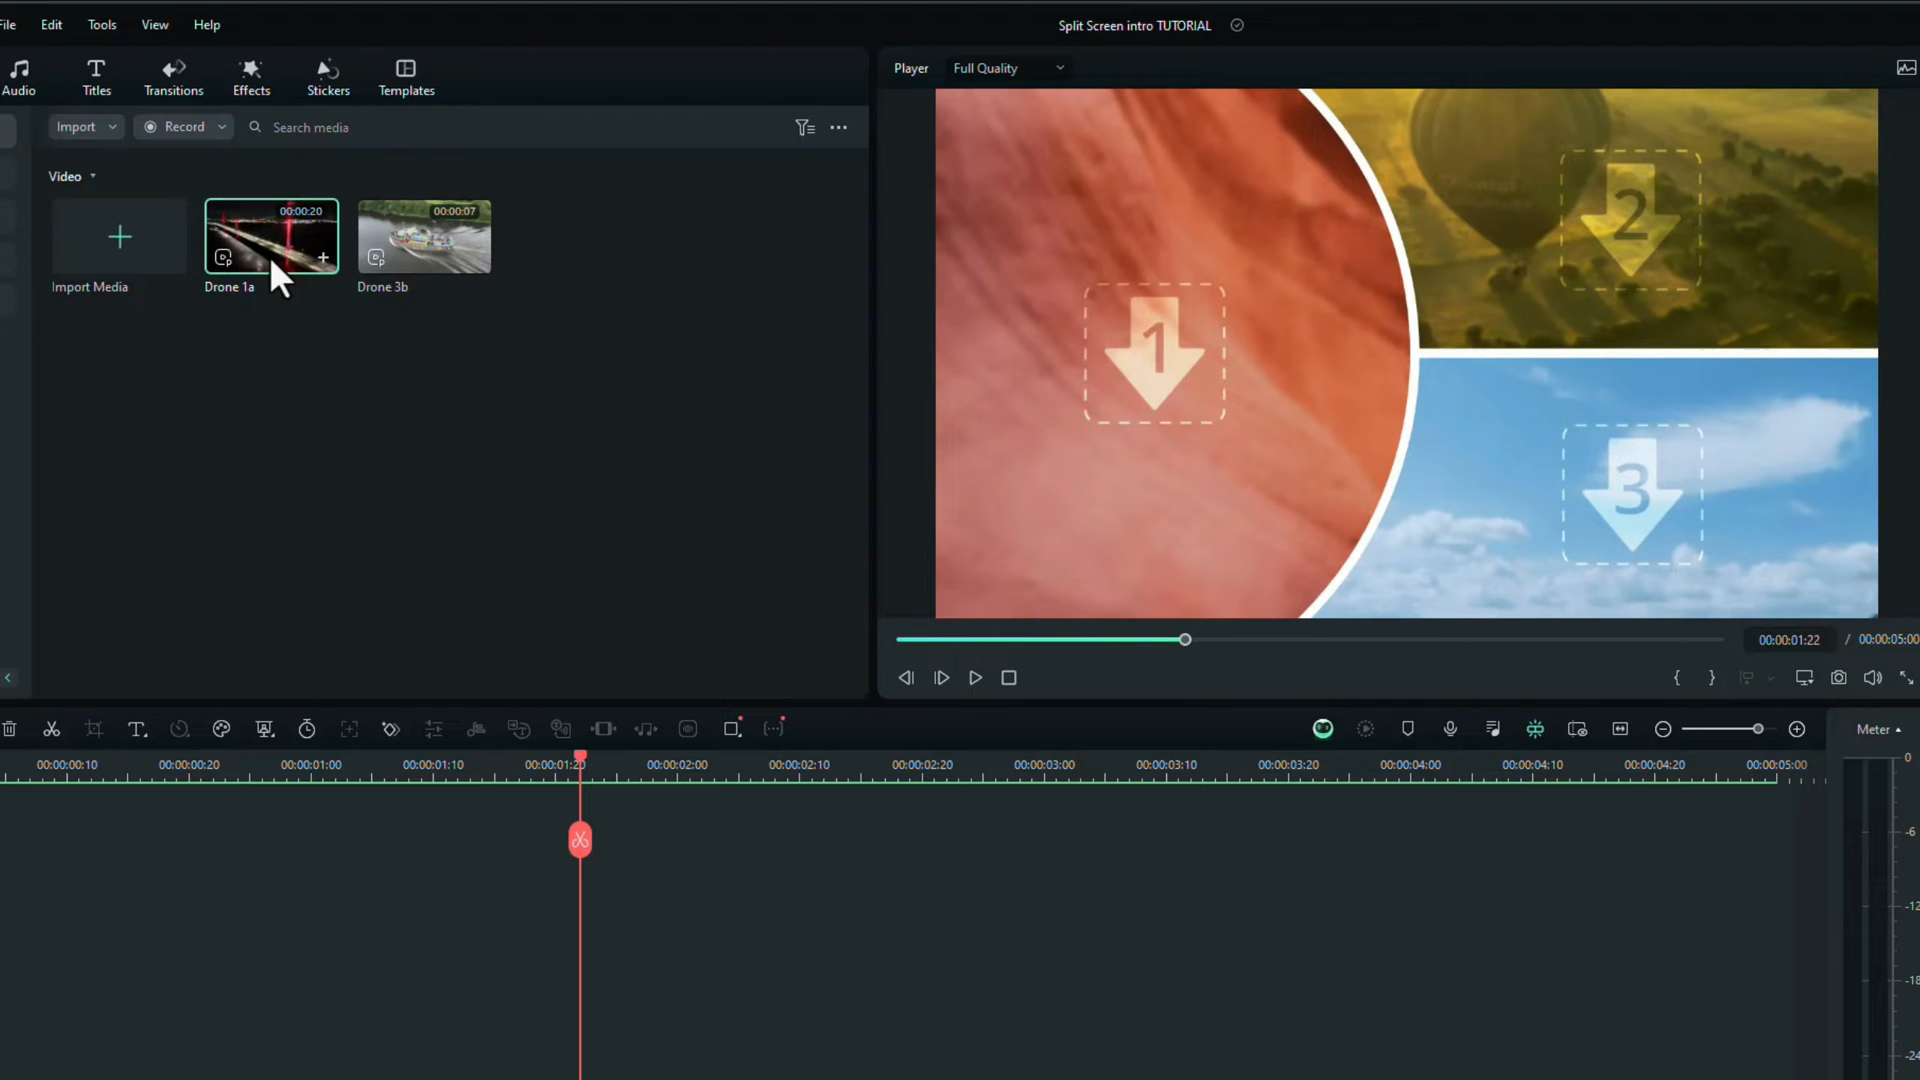 File Edit Tools View Help
Split Screen intro TUTORIAL
Audio Titles Transitions Effects Stickers Templates
Player Full Quality
Import Record Search media
Video
00:00:20 00:00:07
Import Media Drone 1a Drone 3b
1
2
3
00:00:01:22 / 00:00:05:00
Meter
00:00:00:10 00:00:00:20 00:00:01:00 00:00:01:10 00:00:01:20 00:00:02:00 00:00:02:10 00:00:02:20 00:00:03:00 00:00:03:10 00:00:03:20 00:00:04:00 00:00:04:10 00:00:04:20 00:00:05:00
0
-6
-12
-18
-24